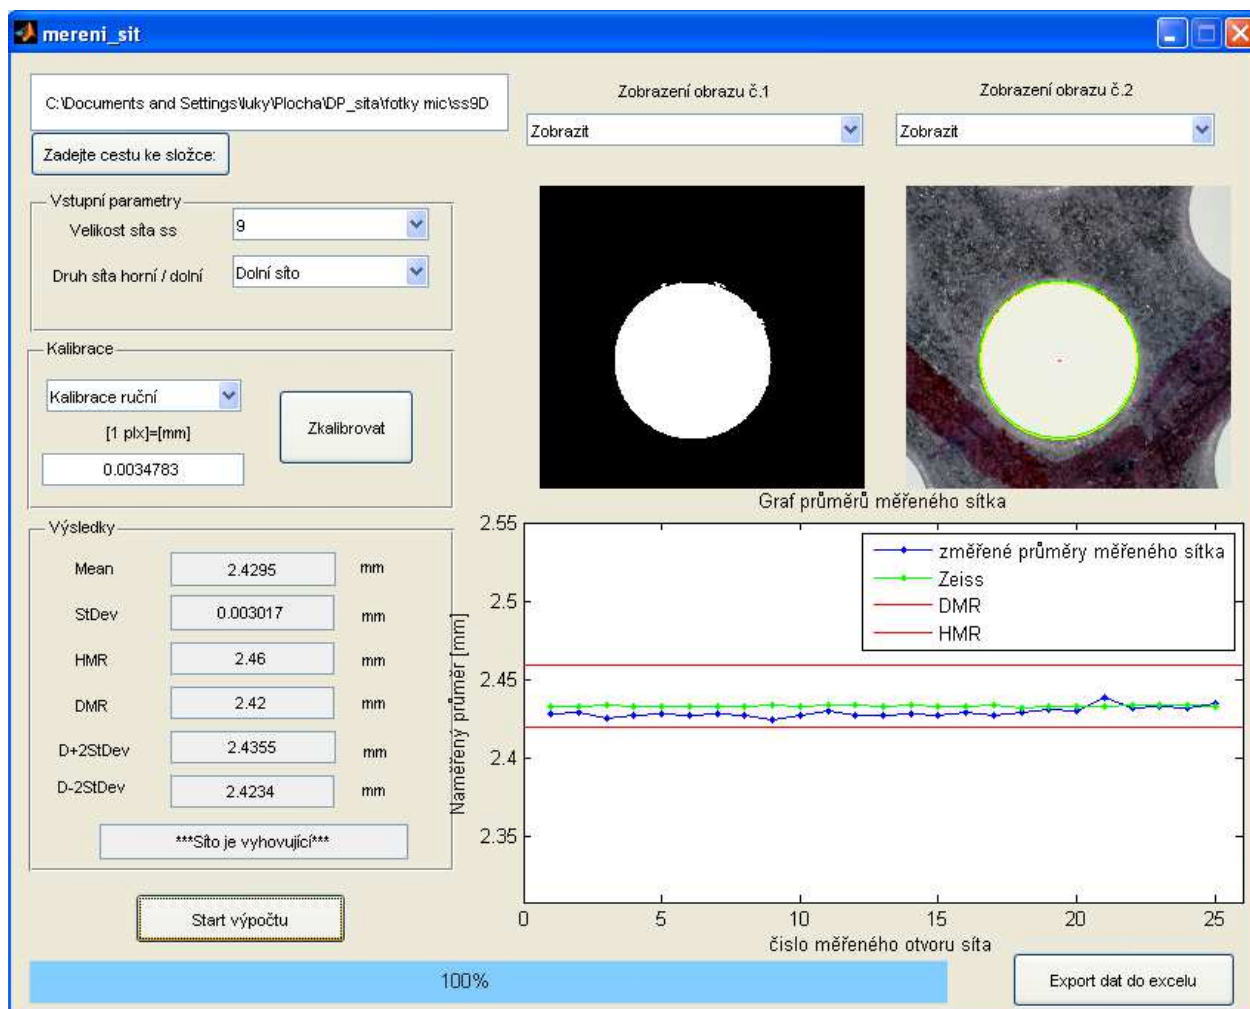 mereni_sit
C:\Documents and Settings\luky\Plocha\DP_sita\fotky mic\ss9D
Zadejte cestu ke složce:
Zobrazení obrazu č.1
Zobrazit
Zobrazení obrazu č.2
Zobrazit
Vstupní parametry
Velikost síta ss
9
Druh síta horní / dolní
Dolní síto
Kalibrace
Kalibrace ruční
[1 plx]=[mm]
0.0034783
Zkalibrovat
Výsledky
Mean
2.4295
mm
StDev
0.003017
mm
HMR
2.46
mm
DMR
2.42
mm
D+2StDev
2.4355
mm
D-2StDev
2.4234
mm
***Síto je vyhovující***
Start výpočtu
Graf průměrů měřeného sítka
2.55
2.5
2.45
2.4
2.35
Naměřený průměr [mm]
změřené průměry měřeného sítka
Zeiss
DMR
HMR
0
5
10
15
20
25
čislo měřeného otvoru síta
100%
Export dat do excelu